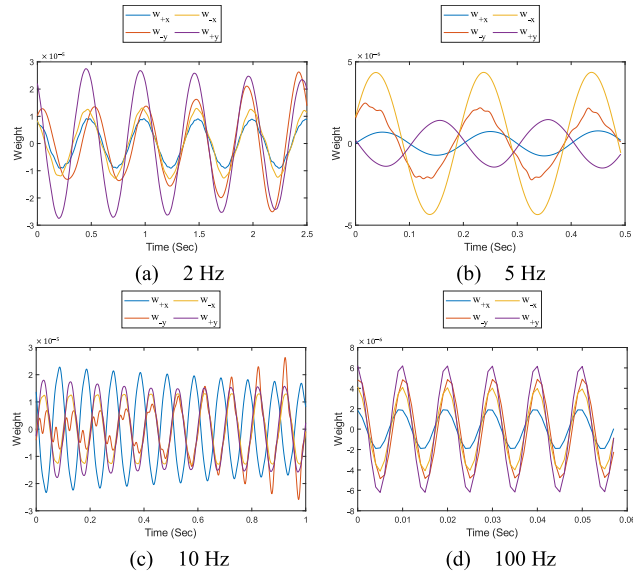 w+x w-x w+x w-x
w-y w+y w-y w+y
× 10-5 × 10-6
3 5
2
1
0 0
-1
-2
-3 -5
0 0.5 1 1.5 2 2.5 0 0.1 0.2 0.3 0.4 0.5
Weight Weight
Time (Sec) Time (Sec)
(a) 2 Hz (b) 5 Hz
w+x w-x w+x w-x
w-y w+y w-y w+y
× 10-5 × 10-6
3 8
2 6
1 4
0 2
-1 0
-2 -2
-3 -4
-6
-8
0 0.2 0.4 0.6 0.8 1 0 0.01 0.02 0.03 0.04 0.05 0.06
Weight Weight
Time (Sec) Time (Sec)
(c) 10 Hz (d) 100 Hz